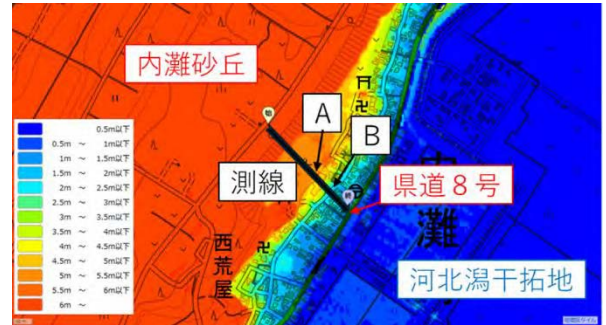 内灘砂丘
A
B
測線
県道８号
灘
西荒屋
河北潟干拓地
0.5m以下
0.5m ～ 1m以下
1m ～ 1.5m以下
1.5m ～ 2m以下
2m ～ 2.5m以下
2.5m ～ 3m以下
3m ～ 3.5m以下
3.5m ～ 4m以下
4m ～ 4.5m以下
4.5m ～ 5m以下
5m ～ 5.5m以下
5.5m ～ 6m以下
6m ～